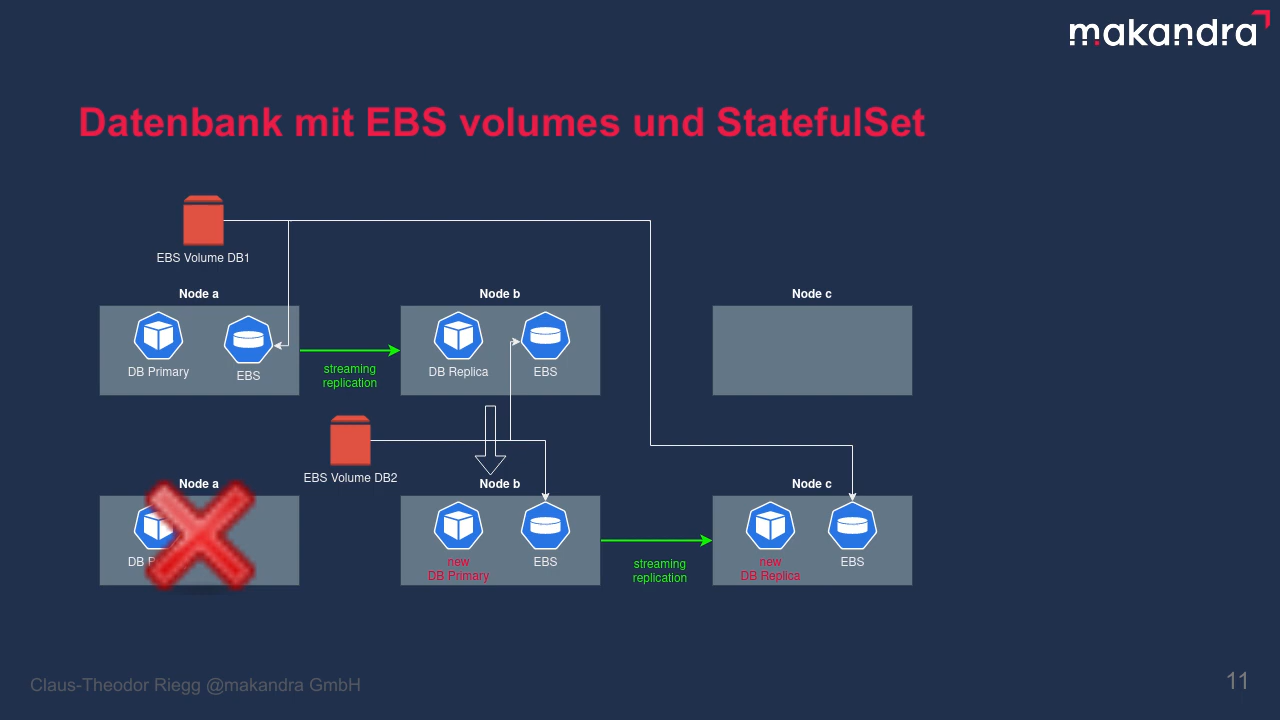 makandra
Datenbank mit EBS volumes und StatefulSet
EBS Volume DB1
Node a
Node b
Node c
DB Primary
EBS
streaming
replication
DB Replica
EBS
EBS Volume DB2
Node a
Node b
Node c
DB
new
DB Primary
EBS
streaming
replication
new
DB Replica
EBS
Claus-Theodor Riegg @makandra GmbH
11